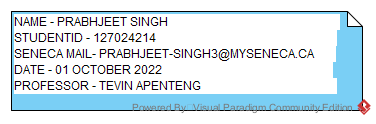 NAME - PRABHJEET SINGH
STUDENTID - 127024214
SENECA MAIL- PRABHJEET-SINGH3@MYSENECA.CA
DATE - 01 OCTOBER 2022
PROFESSOR - TEVIN APENTENG
Powered By: Visual Paradigm Community Edition